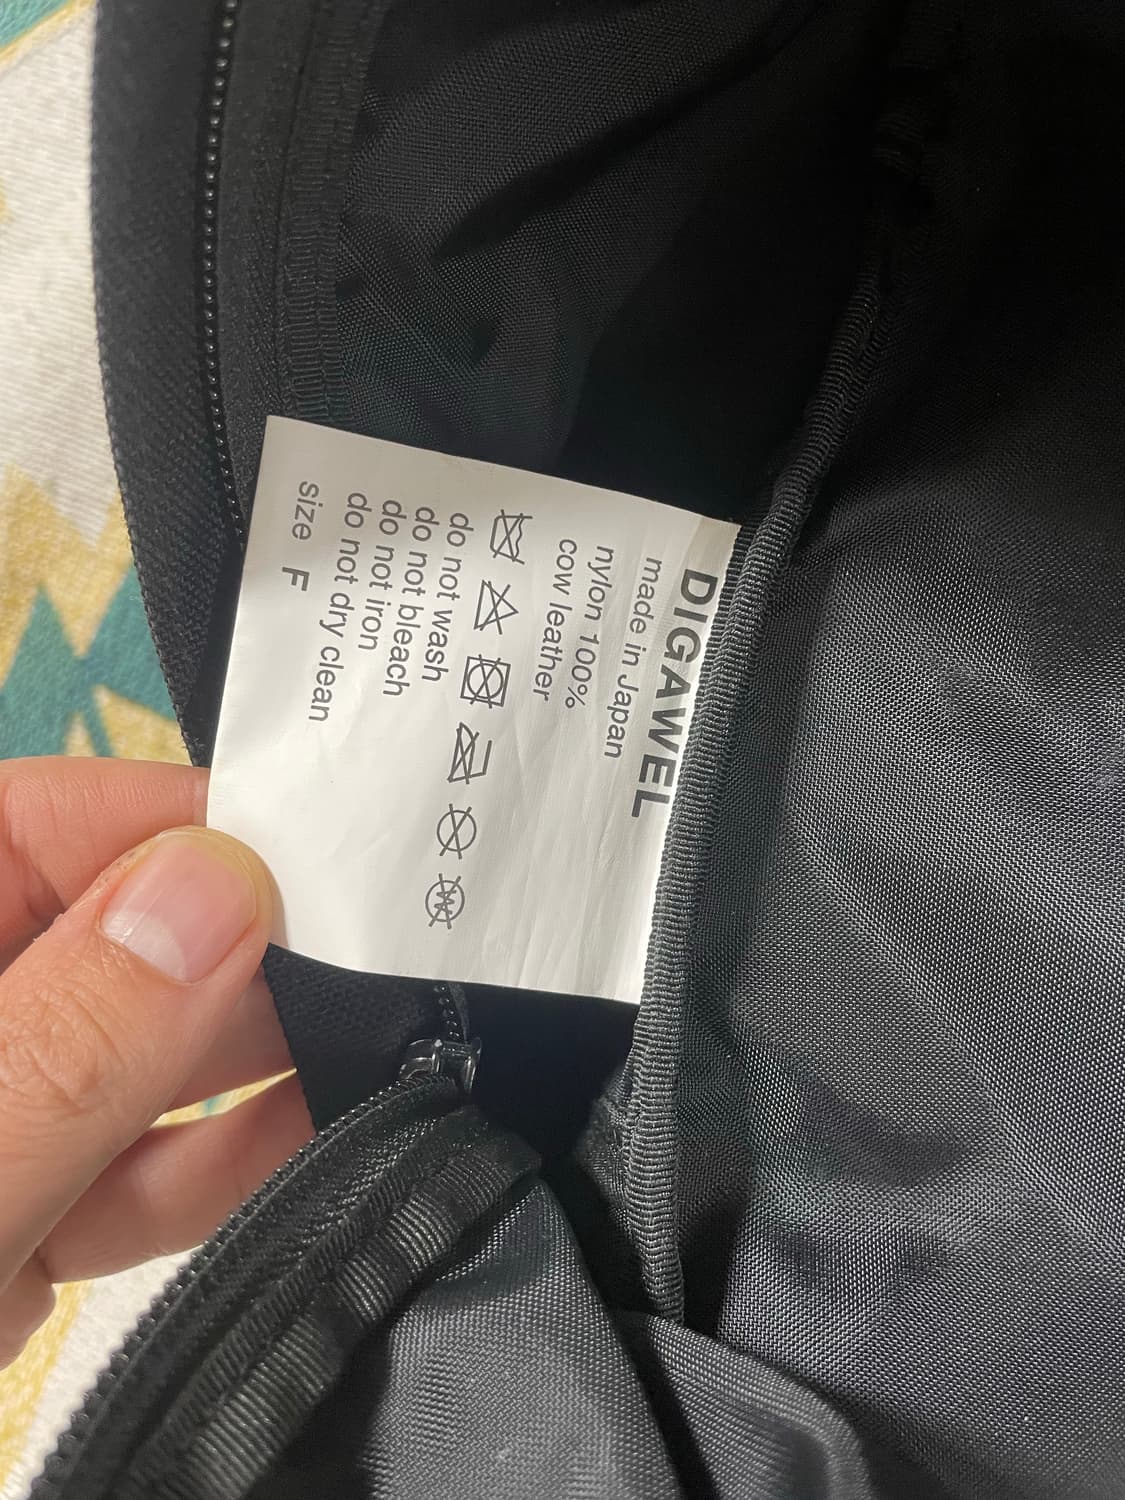 DIGAWEL
made in Japan
nylon 100%
cow leather
do not wash
do not bleach
do not iron
do not dry clean
size F